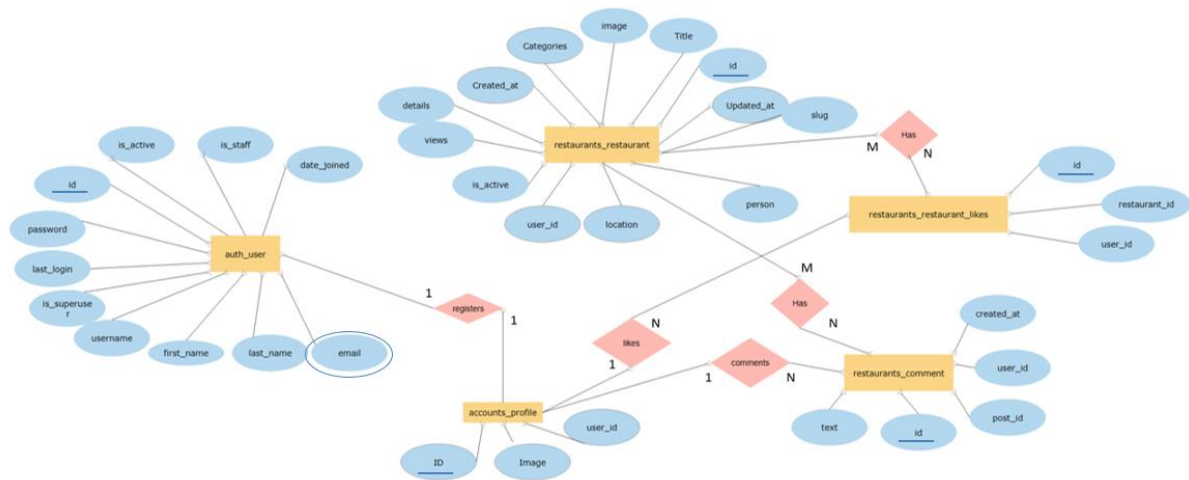 image
Title
Categories
id
Created_at
Updated_at
details
slug
restaurants_restaurant
views
Has
M
N
is_active
is_staff
date_joined
id
is_active
person
id
user_id
location
restaurants_restaurant_likes
restaurant_id
password
user_id
auth_user
last_login
M
is_superuse
r
1
registers
Has
created_at
username
1
N
N
first_name
last_name
email
likes
comments
restaurants_comment
user_id
1
1
N
accounts_profile
user_id
text
id
post_id
ID
Image